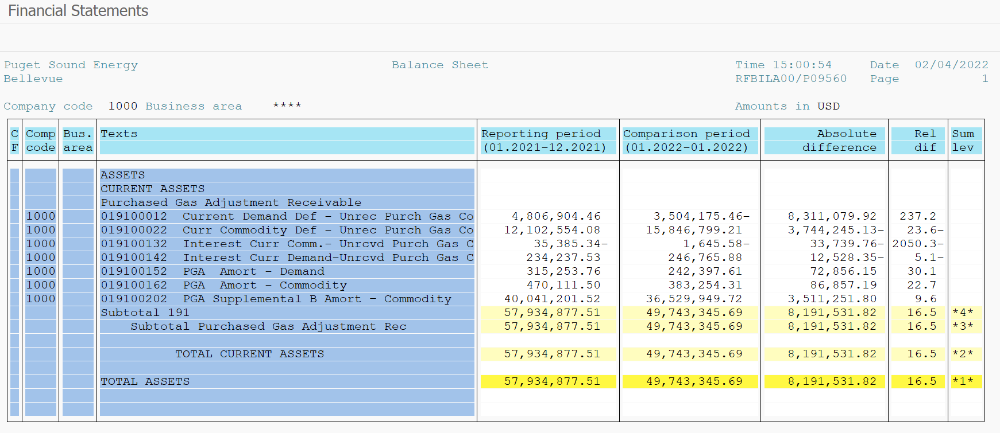 Financial Statements
Puget Sound Energy Balance Sheet Time 15:00:54 Date 02/04/2022
Bellevue RFBILA00/P09560 Page 1
Company code 1000 Business area **** Amounts in USD
C Comp Bus. Texts Reporting period Comparison period Absolute Rel Sum
F code area (01.2021-12.2021) (01.2022-01.2022) difference dif lev
ASSETS
CURRENT ASSETS
Purchased Gas Adjustment Receivable
1000 019100012 Current Demand Def - Unrec Purch Gas Co 4,806,904.46 3,504,175.46- 8,311,079.92 237.2
1000 019100022 Curr Commodity Def - Unrec Purch Gas Co 12,102,554.08 15,846,799.21 3,744,245.13- 23.6-
1000 019100132 Interest Curr Comm.- Unrcvd Purch Gas C 35,385.34- 1,645.58- 33,739.76- 2050.3-
1000 019100142 Interest Curr Demand-Unrcvd Purch Gas C 234,237.53 246,765.88 12,528.35- 5.1-
1000 019100152 PGA Amort - Demand 315,253.76 242,397.61 72,856.15 30.1
1000 019100162 PGA Amort - Commodity 470,111.50 383,254.31 86,857.19 22.7
1000 019100202 PGA Supplemental B Amort - Commodity 40,041,201.52 36,529,949.72 3,511,251.80 9.6
Subtotal 191 57,934,877.51 49,743,345.69 8,191,531.82 16.5 *4*
Subtotal Purchased Gas Adjustment Rec 57,934,877.51 49,743,345.69 8,191,531.82 16.5 *3*
TOTAL CURRENT ASSETS 57,934,877.51 49,743,345.69 8,191,531.82 16.5 *2*
TOTAL ASSETS 57,934,877.51 49,743,345.69 8,191,531.82 16.5 *1*